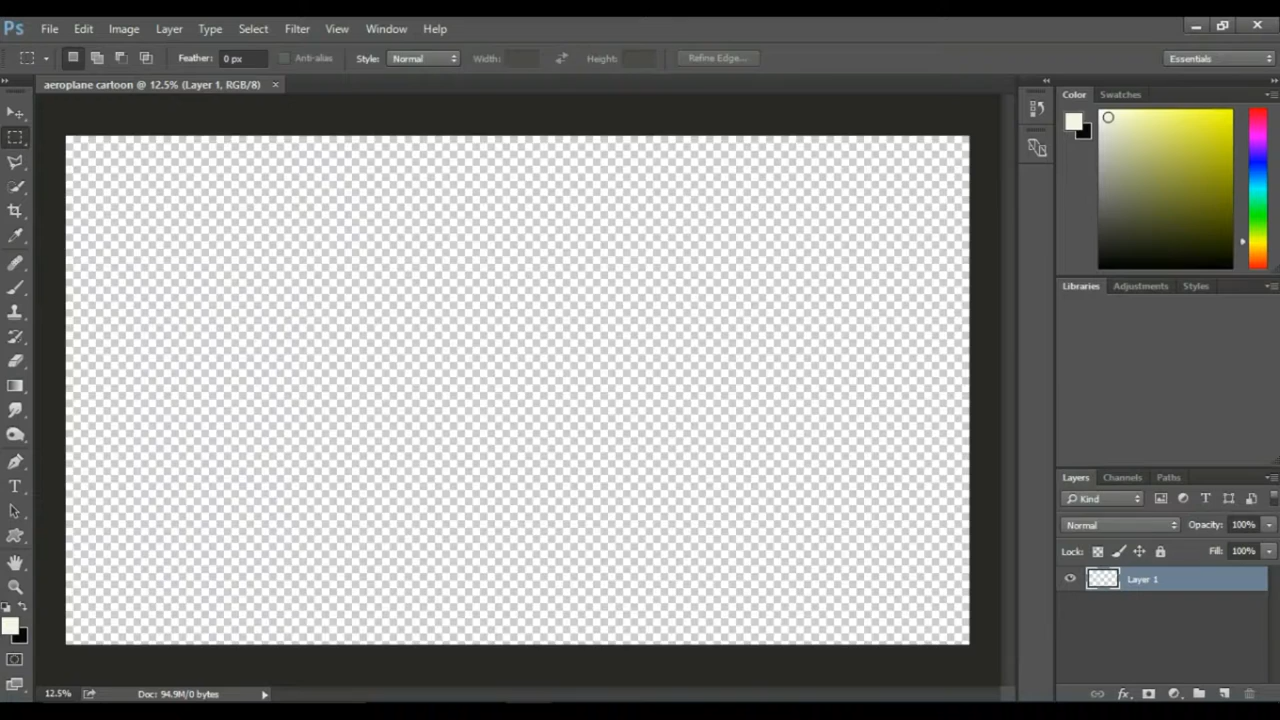 Ps File Edit Image Layer Type Select Filter View Window Help
Feather: 0 px Anti-alias Style: Normal Width: Height: Refine Edge... Essentials
aeroplane cartoon @ 12.5% (Layer 1, RGB/8)
Color Swatches
Libraries Adjustments Styles
Layers Channels Paths
Kind
Normal Opacity: 100%
Lock: Fill: 100%
Layer 1
12.5% Doc: 94.9M/0 bytes